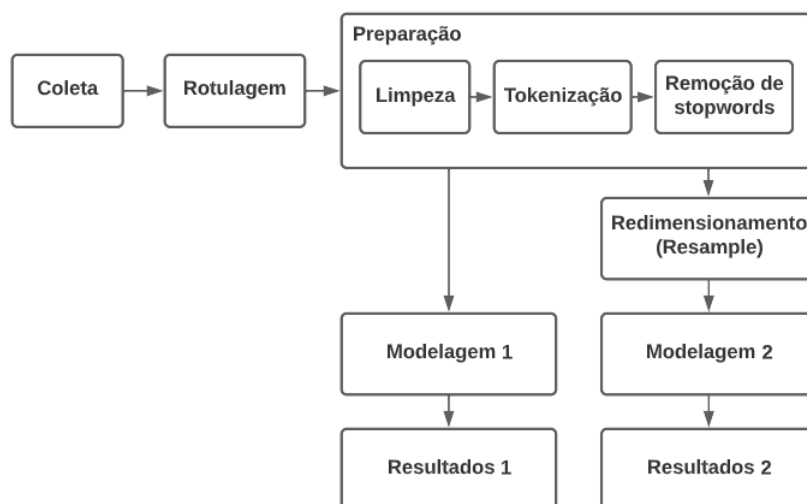 Preparação
Coleta
Rotulagem
Limpeza
Tokenização
Remoção de
stopwords
Redimensionamento
(Resample)
Modelagem 1
Modelagem 2
Resultados 1
Resultados 2